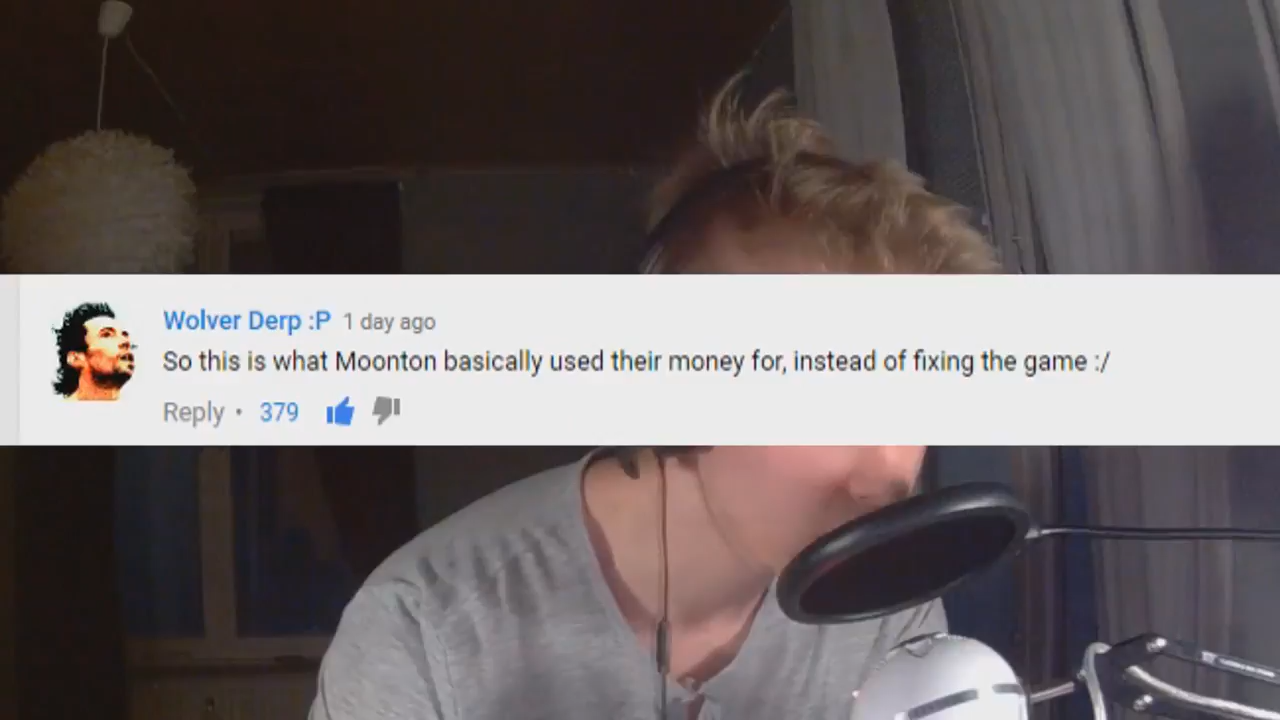 Wolver Derp :P 1 day ago
So this is what Moonton basically used their money for, instead of fixing the game :/
Reply • 379